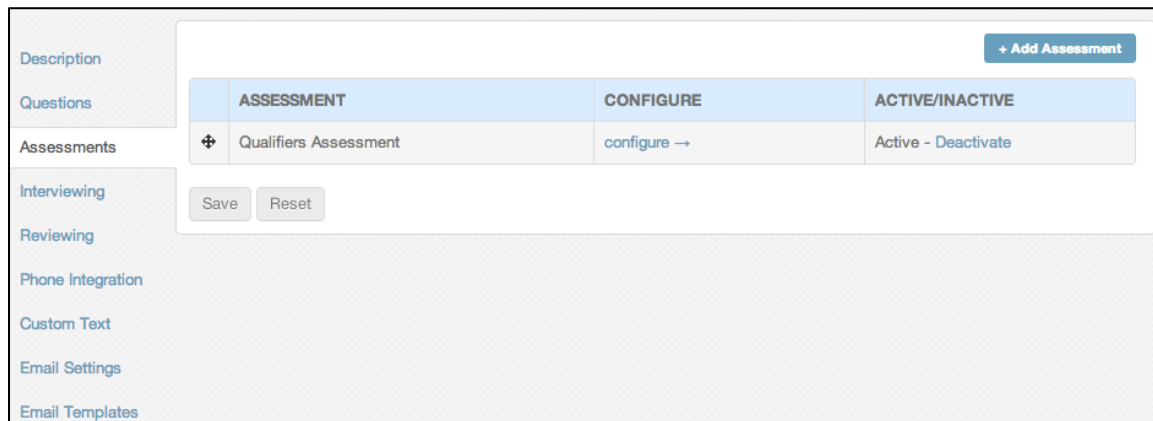 + Add Assessment
Description
Questions
Assessments
Interviewing
Reviewing
Phone Integration
Custom Text
Email Settings
Email Templates
ASSESSMENT CONFIGURE ACTIVE/INACTIVE
Qualifiers Assessment configure → Active - Deactivate
Save Reset